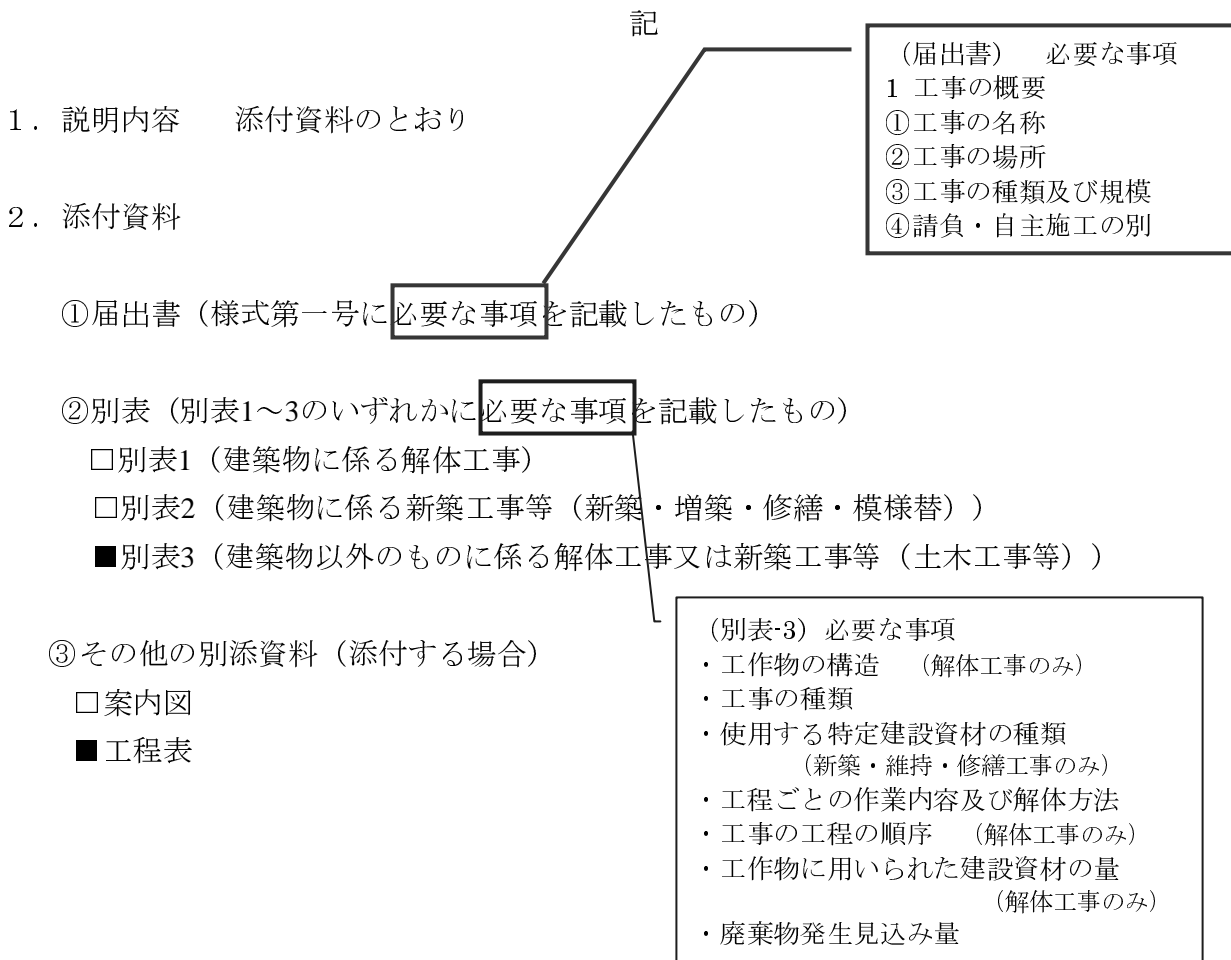 記
（届出書）　必要な事項
1 工事の概要
①工事の名称
②工事の場所
③工事の種類及び規模
④請負・自主施工の別
１．説明内容　　添付資料のとおり
２．添付資料
①届出書（様式第一号に必要な事項を記載したもの）
②別表（別表1～3のいずれかに必要な事項を記載したもの）
□別表1（建築物に係る解体工事）
□別表2（建築物に係る新築工事等（新築・増築・修繕・模様替））
■別表3（建築物以外のものに係る解体工事又は新築工事等（土木工事等））
③その他の別添資料（添付する場合）
□案内図
■工程表
（別表-3）必要な事項
・工作物の構造　（解体工事のみ）
・工事の種類
・使用する特定建設資材の種類
（新築・維持・修繕工事のみ）
・工程ごとの作業内容及び解体方法
・工事の工程の順序　（解体工事のみ）
・工作物に用いられた建設資材の量
（解体工事のみ）
・廃棄物発生見込み量